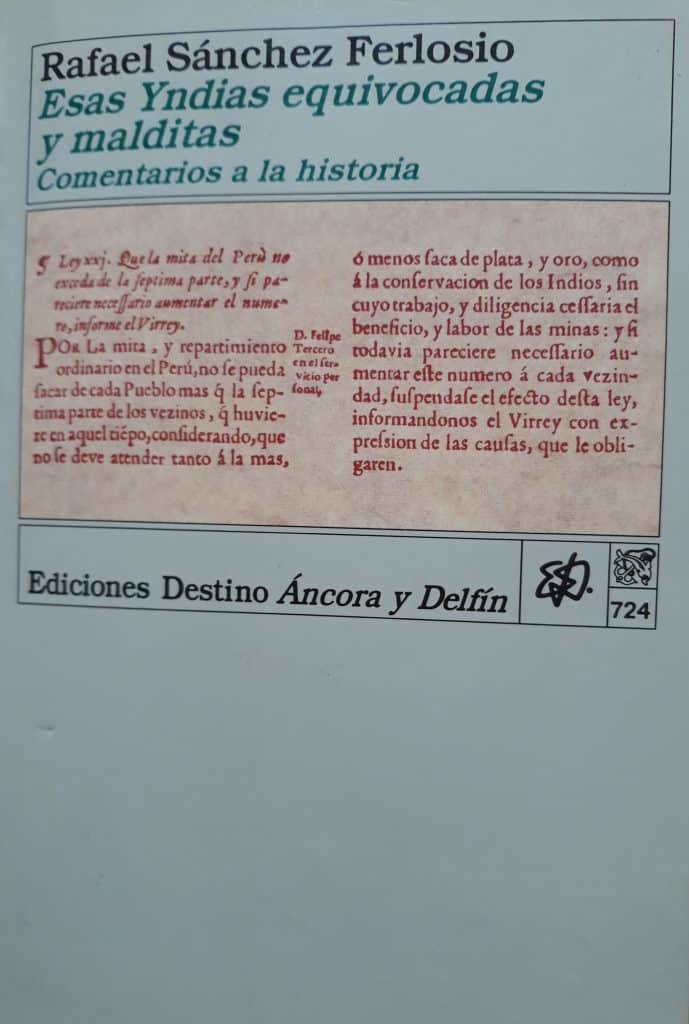 Rafael Sánchez Ferlosio
Esas Yndias equivocadas
y malditas
Comentarios a la historia
¶ Ley xxj. Que la mita del Perù no
exceda de la ſeptima parte, y ſi pa-
reciere neceſſario aumentar el nume-
ro, informe el Virrey.
POR La mita, y repartimiento
ordinario en el Perú, no ſe pueda
ſacar de cada Pueblo mas q̃ la ſep-
tima parte de los vezinos, q̃ huvie-
re en aquel tiẽpo, conſiderando, que
no ſe deve atender tanto á la mas,
D. Felipe
Tercero
en el ſer-
vicio per
ſonal,
ó menos ſaca de plata, y oro, como
á la conſervacion de los Indios, ſin
cuyo trabajo, y diligencia ceſſaria el
beneficio, y labor de las minas: y ſi
todavia pareciere neceſſario au-
mentar eſte numero á cada vezin-
dad, ſuſpendaſe el efecto deſta ley,
informandonos el Virrey con ex-
preſsion de las cauſas, que le obli-
garen.
Ediciones Destino Áncora y Delfín
724